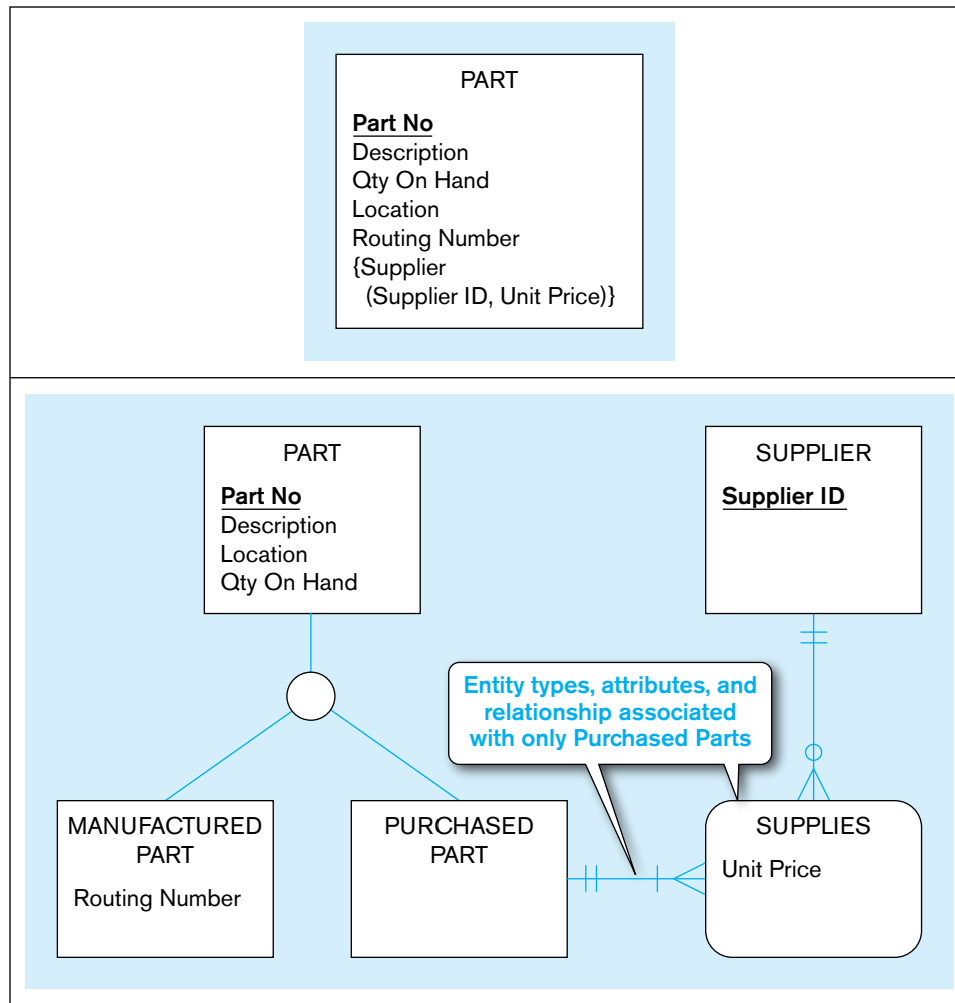 PART
Part No
Description
Qty On Hand
Location
Routing Number
{Supplier
(Supplier ID, Unit Price)}
PART
Part No
Description
Location
Qty On Hand
SUPPLIER
Supplier ID
Entity types, attributes, and
relationship associated
with only Purchased Parts
MANUFACTURED
PART
Routing Number
PURCHASED
PART
SUPPLIES
Unit Price